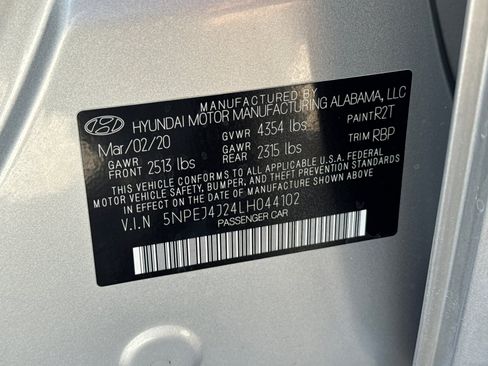 MANUFACTURED BY
HYUNDAI MOTOR MANUFACTURING ALABAMA, LLC
Mar/02/20 GVWR 4354 lbs PAINT R2T
GAWR FRONT 2513 lbs GAWR REAR 2315 lbs TRIM RBP
THIS VEHICLE CONFORMS TO ALL APPLICABLE U.S.A. FEDERAL
MOTOR VEHICLE SAFETY, BUMPER, AND THEFT PREVENTION STANDARDS
IN EFFECT ON THE DATE OF MANUFACTURE SHOWN ABOVE.
V.I.N 5NPEJ4J24LH044102
PASSENGER CAR